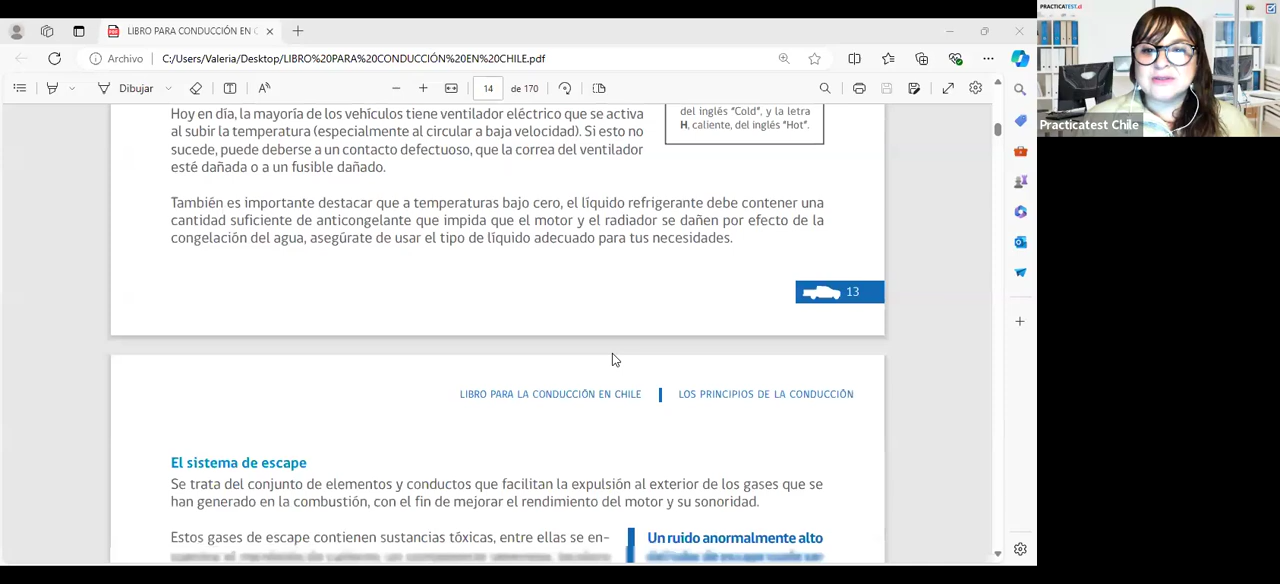 PRACTICATEST.cl
LIBRO PARA CONDUCCIÓN EN C
Archivo
C:/Users/Valeria/Desktop/LIBRO%20PARA%20CONDUCCIÓN%20EN%20CHILE.pdf
Dibujar
14
de 170
Practicatest Chile
Hoy en día, la mayoría de los vehículos tiene ventilador eléctrico que se activa
al subir la temperatura (especialmente al circular a baja velocidad). Si esto no
sucede, puede deberse a un contacto defectuoso, que la correa del ventilador
esté dañada o a un fusible dañado.
del inglés “Cold”, y la letra
H, caliente, del inglés “Hot”.
También es importante destacar que a temperaturas bajo cero, el líquido refrigerante debe contener una
cantidad suficiente de anticongelante que impida que el motor y el radiador se dañen por efecto de la
congelación del agua, asegúrate de usar el tipo de líquido adecuado para tus necesidades.
13
LIBRO PARA LA CONDUCCIÓN EN CHILE
LOS PRINCIPIOS DE LA CONDUCCIÓN
El sistema de escape
Se trata del conjunto de elementos y conductos que facilitan la expulsión al exterior de los gases que se
han generado en la combustión, con el fin de mejorar el rendimiento del motor y su sonoridad.
Estos gases de escape contienen sustancias tóxicas, entre ellas se en-
Un ruido anormalmente alto